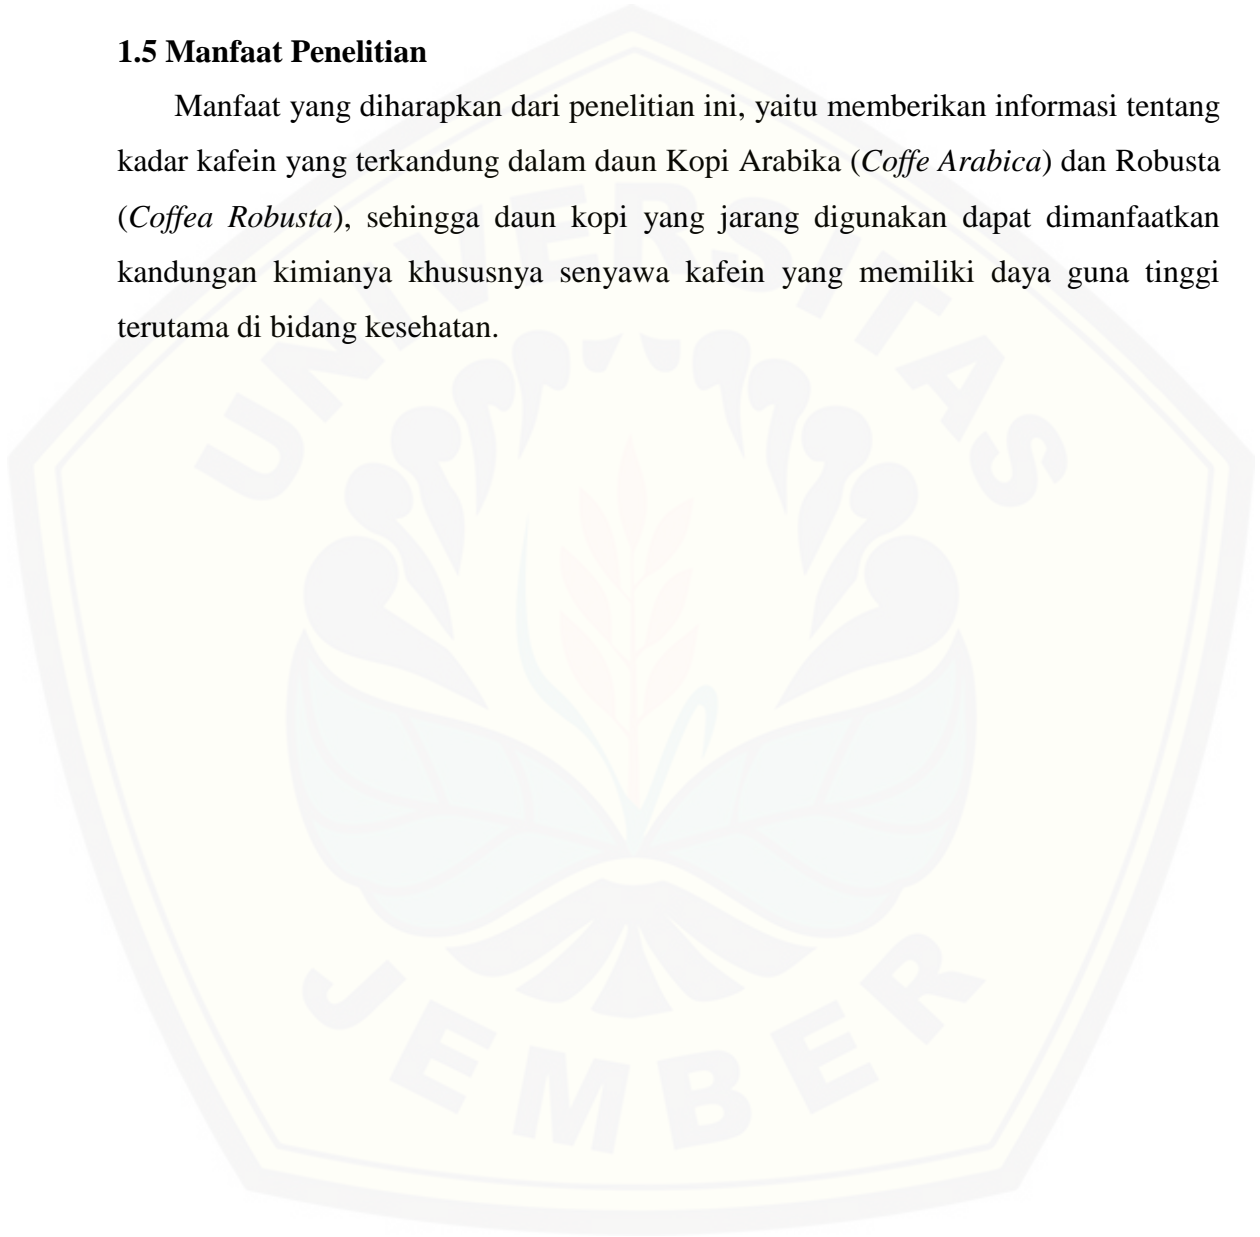 1.5 Manfaat Penelitian
Manfaat yang diharapkan dari penelitian ini, yaitu memberikan informasi tentang
kadar kafein yang terkandung dalam daun Kopi Arabika (Coffe Arabica) dan Robusta
(Coffea Robusta), sehingga daun kopi yang jarang digunakan dapat dimanfaatkan
kandungan kimianya khususnya senyawa kafein yang memiliki daya guna tinggi
terutama di bidang kesehatan.
UNIVERSITAS
JEMBER